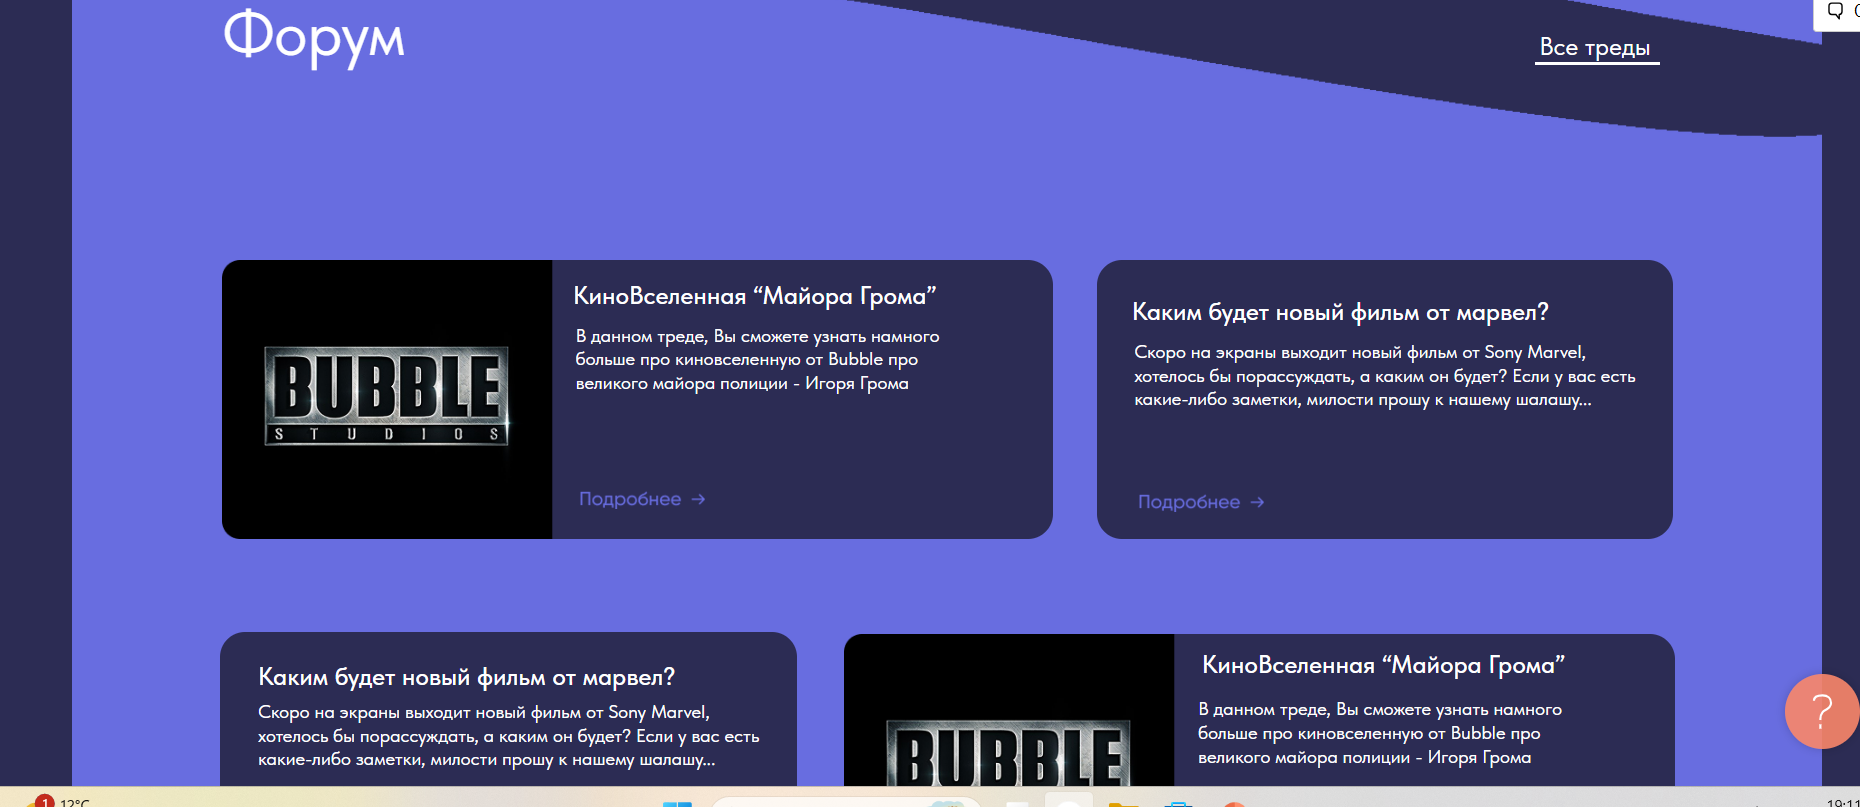 Форум
Все треды
КиноВселенная “Майора Грома”
В данном треде, Вы сможете узнать намного
больше про киновселенную от Bubble про
великого майора полиции - Игоря Грома
Подробнее →
BUBBLE
STUDIOS
Каким будет новый фильм от марвел?
Скоро на экраны выходит новый фильм от Sony Marvel,
хотелось бы порассуждать, а каким он будет? Если у вас есть
какие-либо заметки, милости прошу к нашему шалашу...
Подробнее →
Каким будет новый фильм от марвел?
Скоро на экраны выходит новый фильм от Sony Marvel,
хотелось бы порассуждать, а каким он будет? Если у вас есть
какие-либо заметки, милости прошу к нашему шалашу...
BUBBLE
КиноВселенная “Майора Грома”
В данном треде, Вы сможете узнать намного
больше про киновселенную от Bubble про
великого майора полиции - Игоря Грома
?
1
12°C
19:11